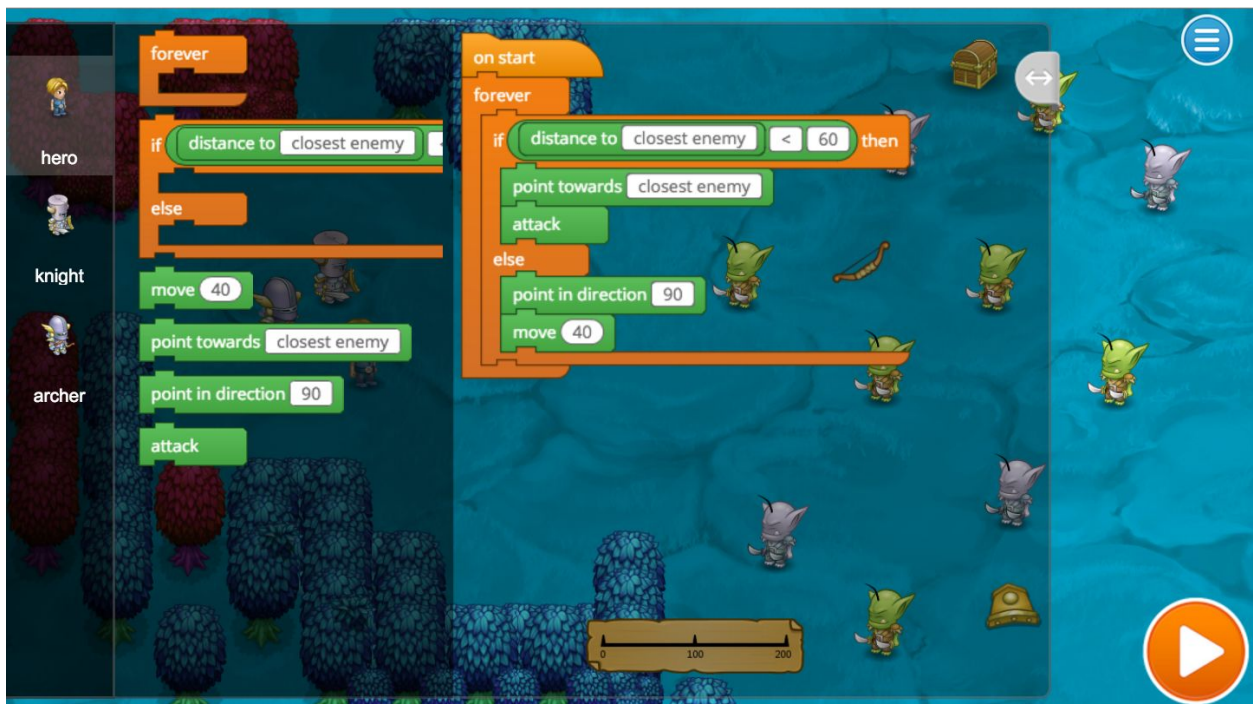 hero
knight
archer
forever
if distance to closest enemy
else
move 40
point towards closest enemy
point in direction 90
attack
on start
forever
if distance to closest enemy < 60 then
point towards closest enemy
attack
else
point in direction 90
move 40
0 100 200